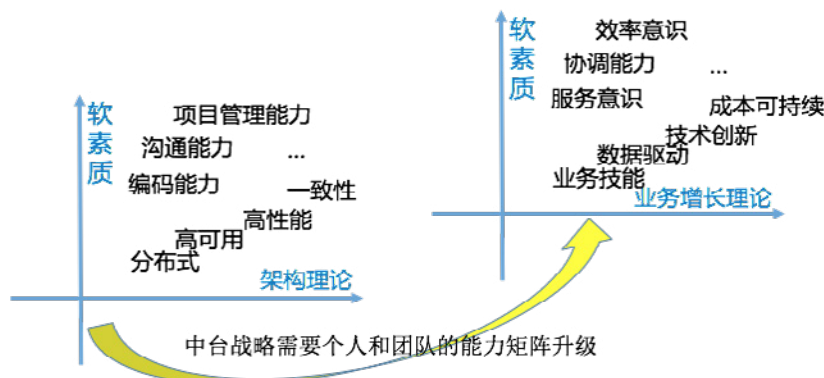 软素质
项目管理能力
沟通能力
...
编码能力
一致性
高性能
高可用
分布式
架构理论
软素质
效率意识
协调能力
...
服务意识
成本可持续
技术创新
数据驱动
业务技能
业务增长理论
中台战略需要个人和团队的能力矩阵升级